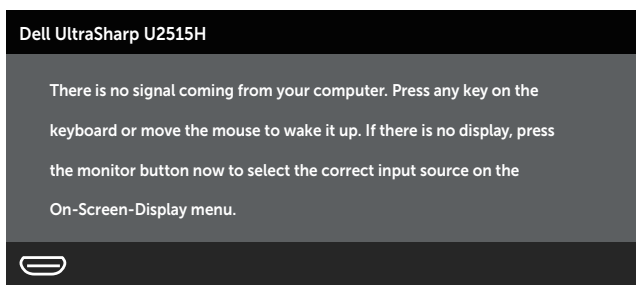 Dell UltraSharp U2515H
There is no signal coming from your computer. Press any key on the
keyboard or move the mouse to wake it up. If there is no display, press
the monitor button now to select the correct input source on the
On-Screen-Display menu.